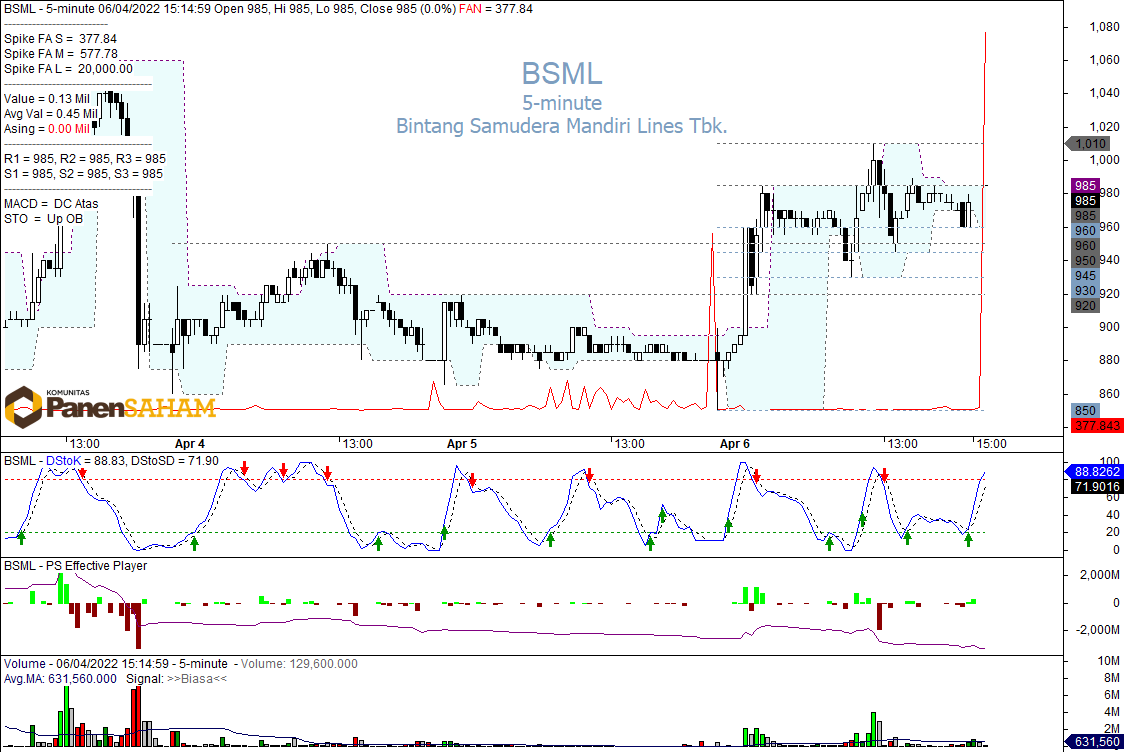 BSML - 5-minute 06/04/2022 15:14:59 Open 985, Hi 985, Lo 985, Close 985 (0.0%) FAN = 377.84
Spike FA S = 377.84
Spike FA M = 577.78
Spike FA L = 20,000.00
Value = 0.13 Mil
Avg Val = 0.45 Mil
Asing = 0.00 Mil
R1 = 985, R2 = 985, R3 = 985
S1 = 985, S2 = 985, S3 = 985
MACD = DC Atas
STO = Up OB
BSML
5-minute
Bintang Samudera Mandiri Lines Tbk.
1,080
1,060
1,040
1,020
1,010
1,000
985
980
985
985
960
960
960
950
940
945
930
920
920
900
880
860
850
377.843
KOMUNITAS
PanenSAHAM
13:00 Apr 4 13:00 Apr 5 13:00 Apr 6 13:00 15:00
BSML - DStoK = 88.83, DStoSD = 71.90
100
88.8262
71.9016
60
40
20
0
BSML - PS Effective Player
2,000M
0
-2,000M
Volume - 06/04/2022 15:14:59 - 5-minute - Volume: 129,600.000
Avg.MA: 631,560.000 Signal: >>Biasa<<
10M
8M
6M
4M
2M
631,560